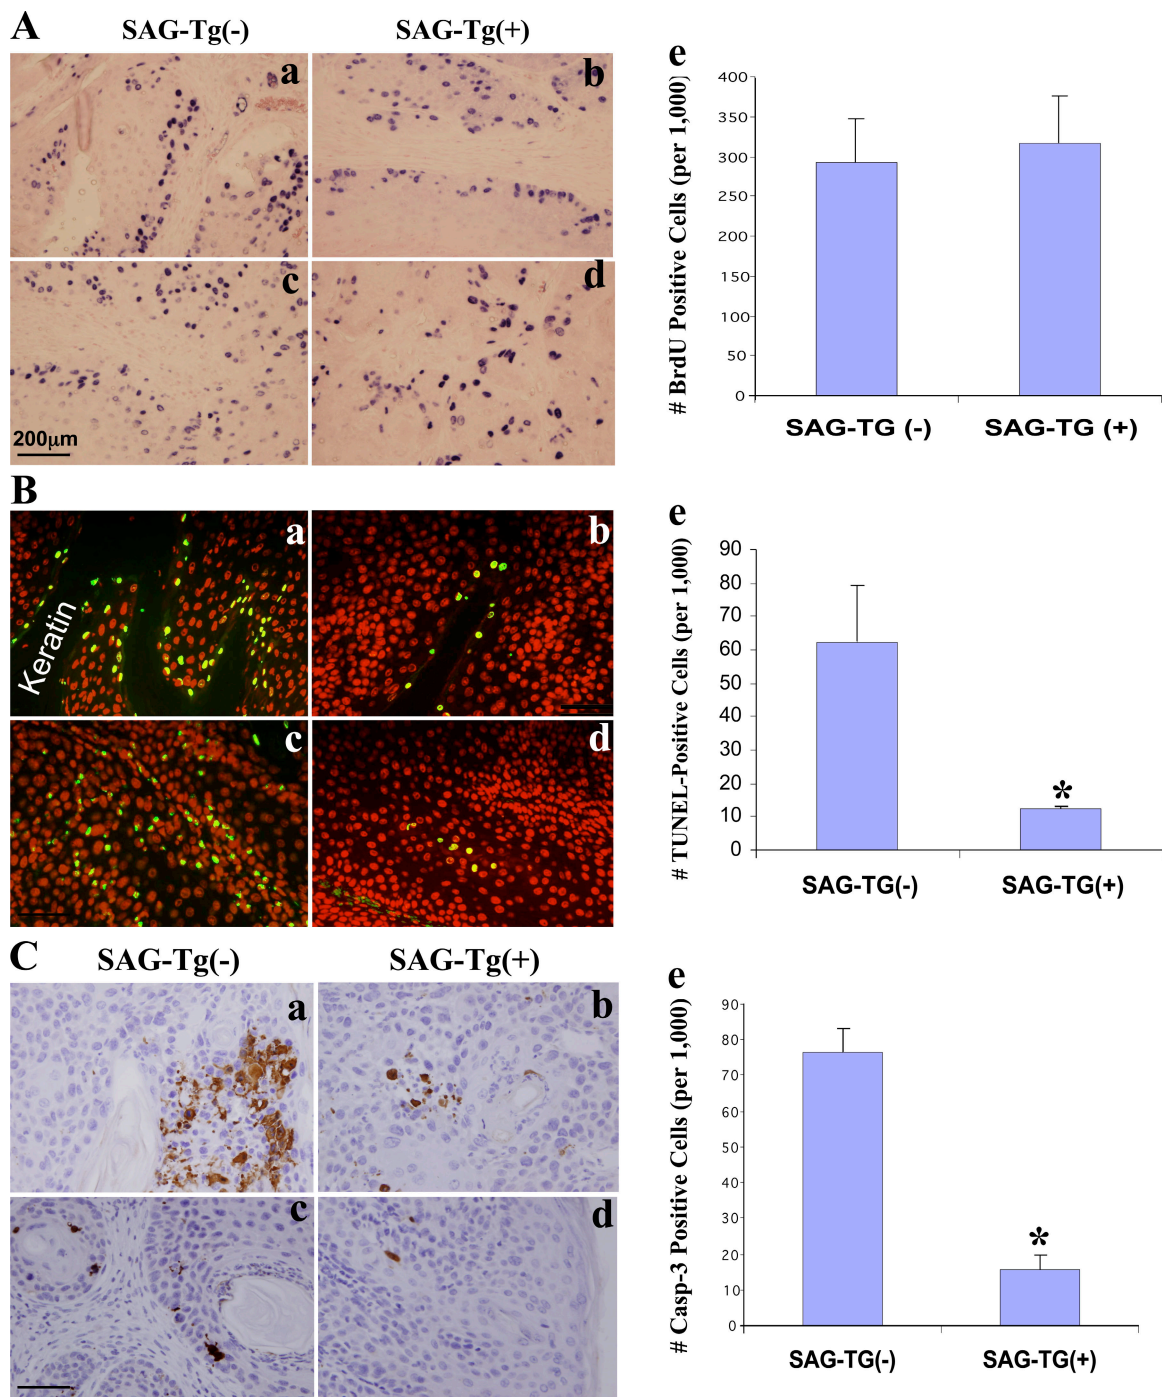 A
SAG-Tg(-)
SAG-Tg(+)
a
b
c
d
200μm
e
# BrdU Positive Cells (per 1,000)
400
350
300
250
200
150
100
50
0
SAG-TG (-)
SAG-TG (+)
B
a
b
Keratin
c
d
e
# TUNEL-Positive Cells (per 1,000)
90
80
70
60
50
40
30
20
10
0
*
SAG-TG(-)
SAG-TG(+)
C
SAG-Tg(-)
SAG-Tg(+)
a
b
c
d
e
# Casp-3 Positive Cells (per 1,000)
90
80
70
60
50
40
30
20
10
0
*
SAG-TG(-)
SAG-TG(+)